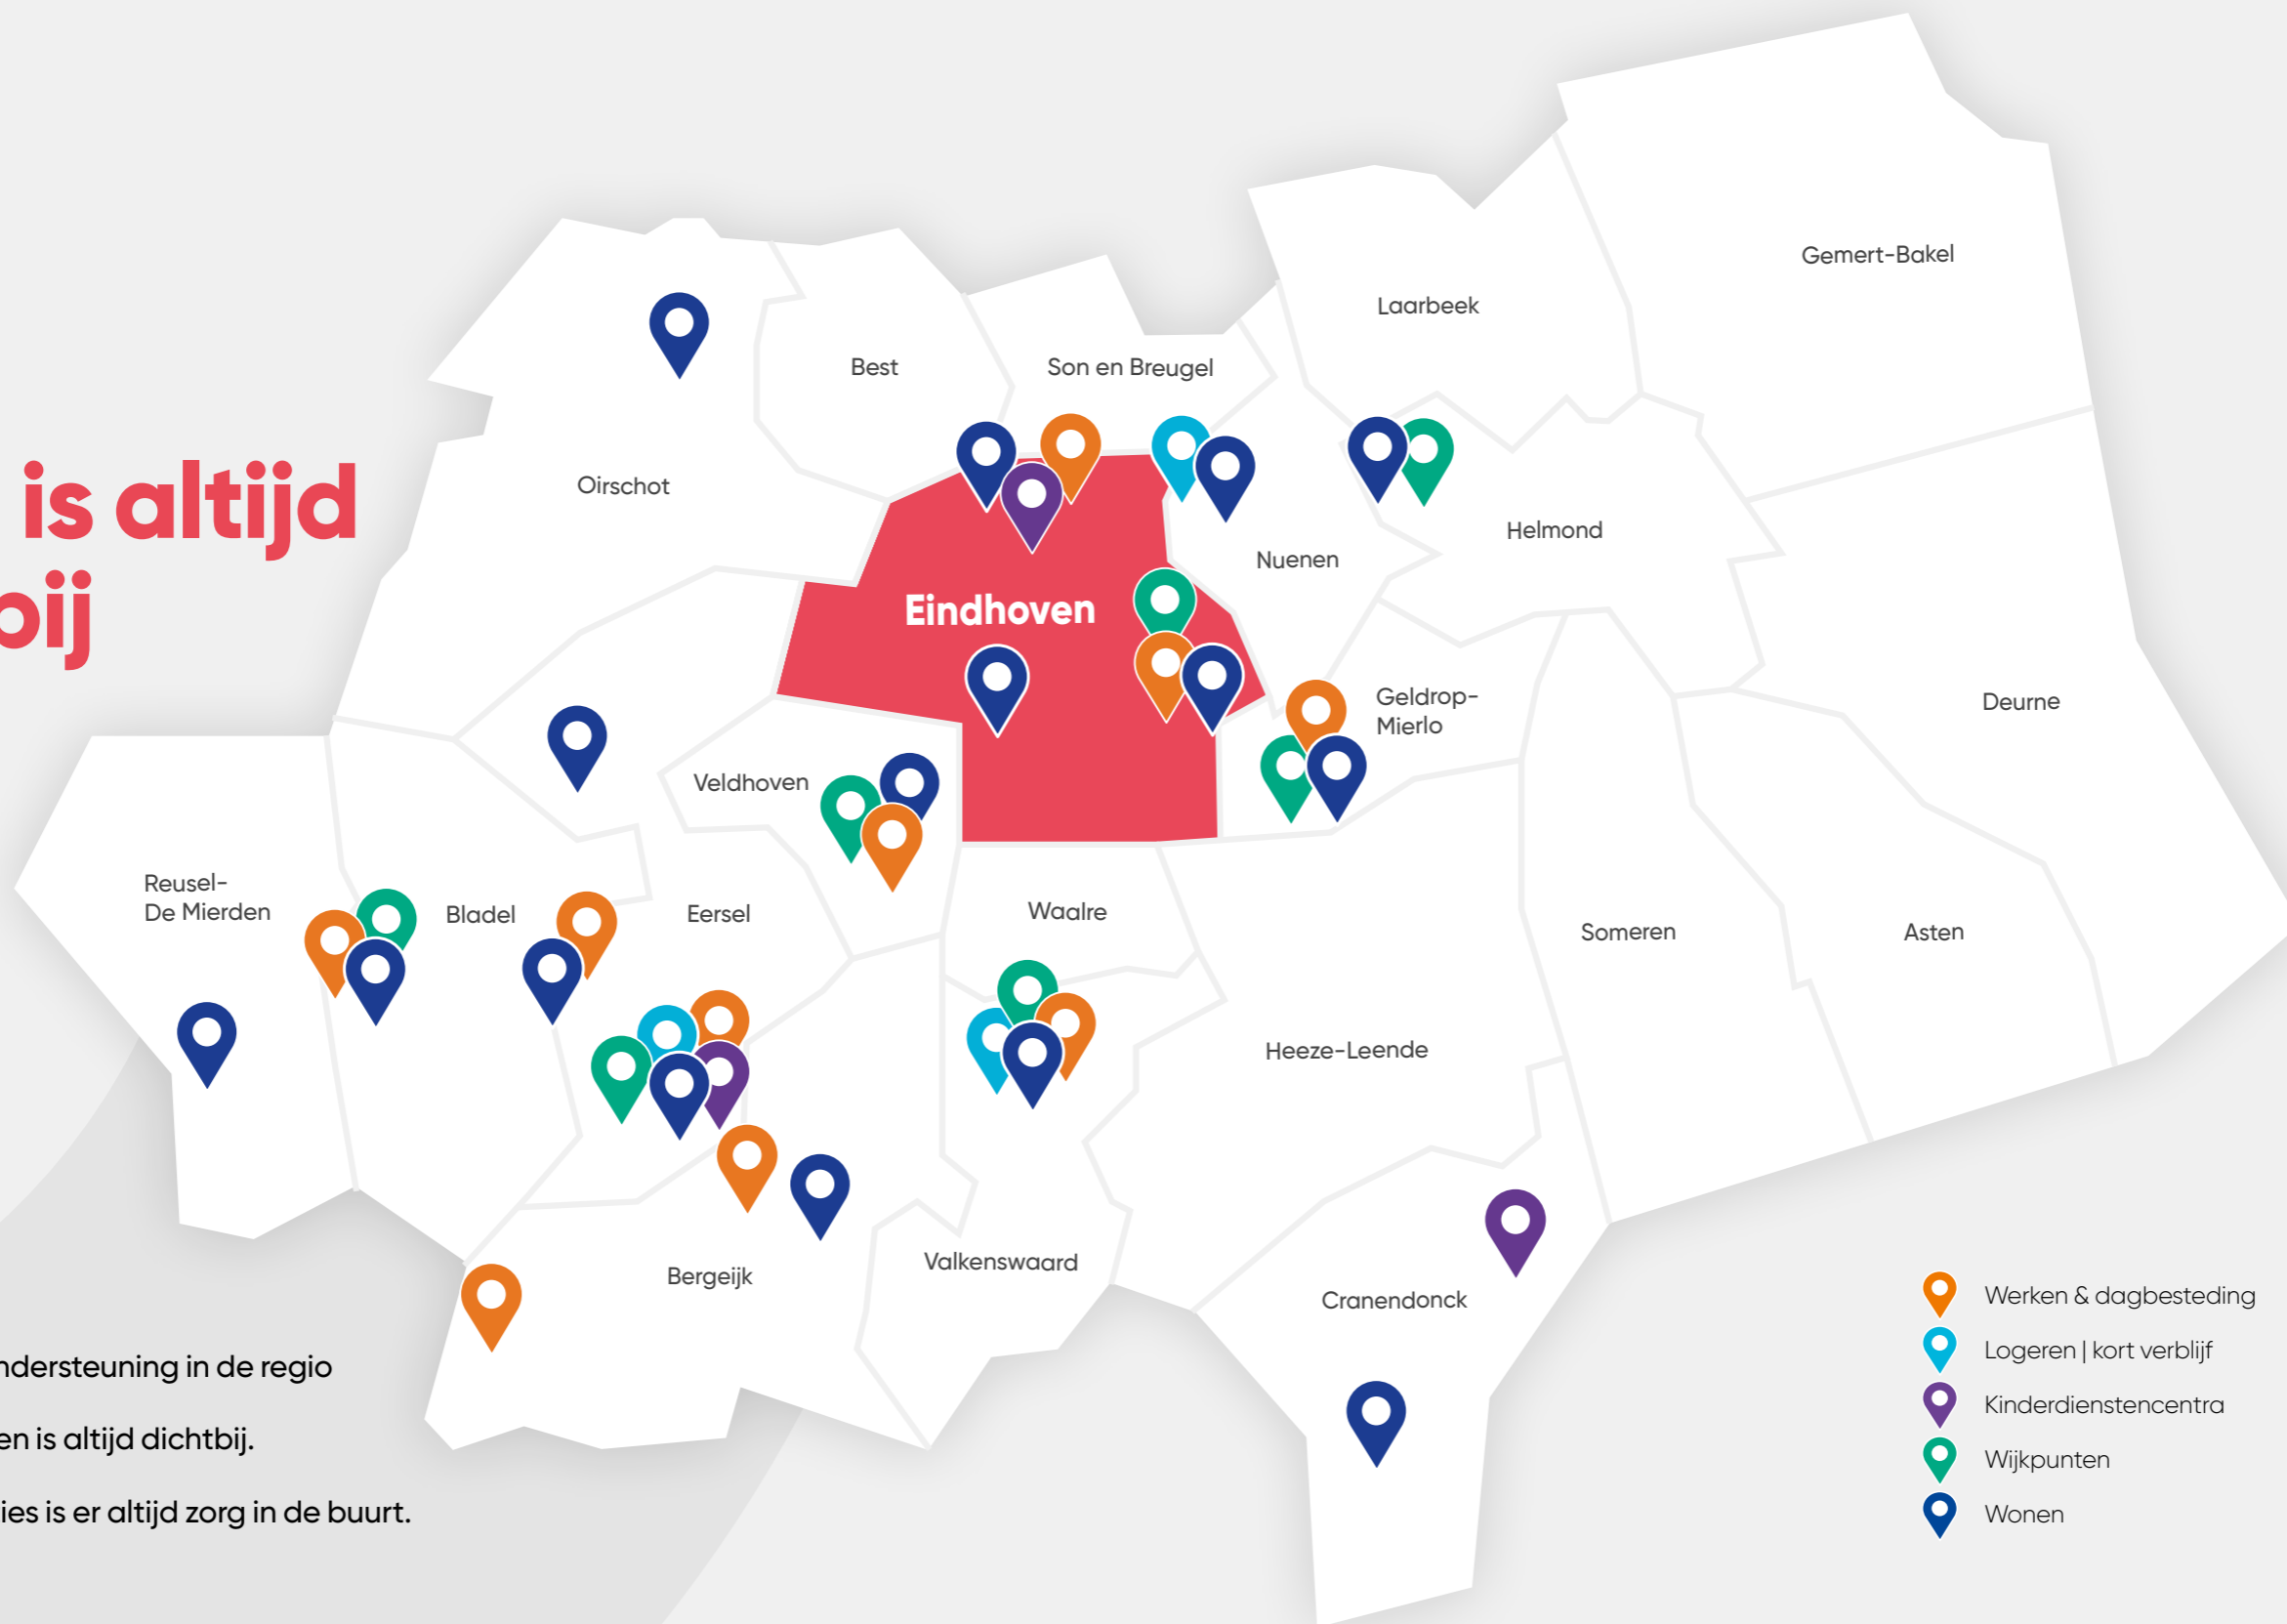 is altijd
bij
Gemert-Bakel
Laarbeek
Best
Son en Breugel
Oirschot
Helmond
Nuenen
Eindhoven
Geldrop-
Mierlo
Deurne
Veldhoven
Reusel-
De Mierden
Bladel
Eersel
Waalre
Someren
Asten
Heeze-Leende
Bergeijk
Valkenswaard
Cranendonck
ndersteuning in de regio
en is altijd dichtbij.
ies is er altijd zorg in de buurt.
Werken & dagbesteding
Logeren | kort verblijf
Kinderdienstencentra
Wijkpunten
Wonen